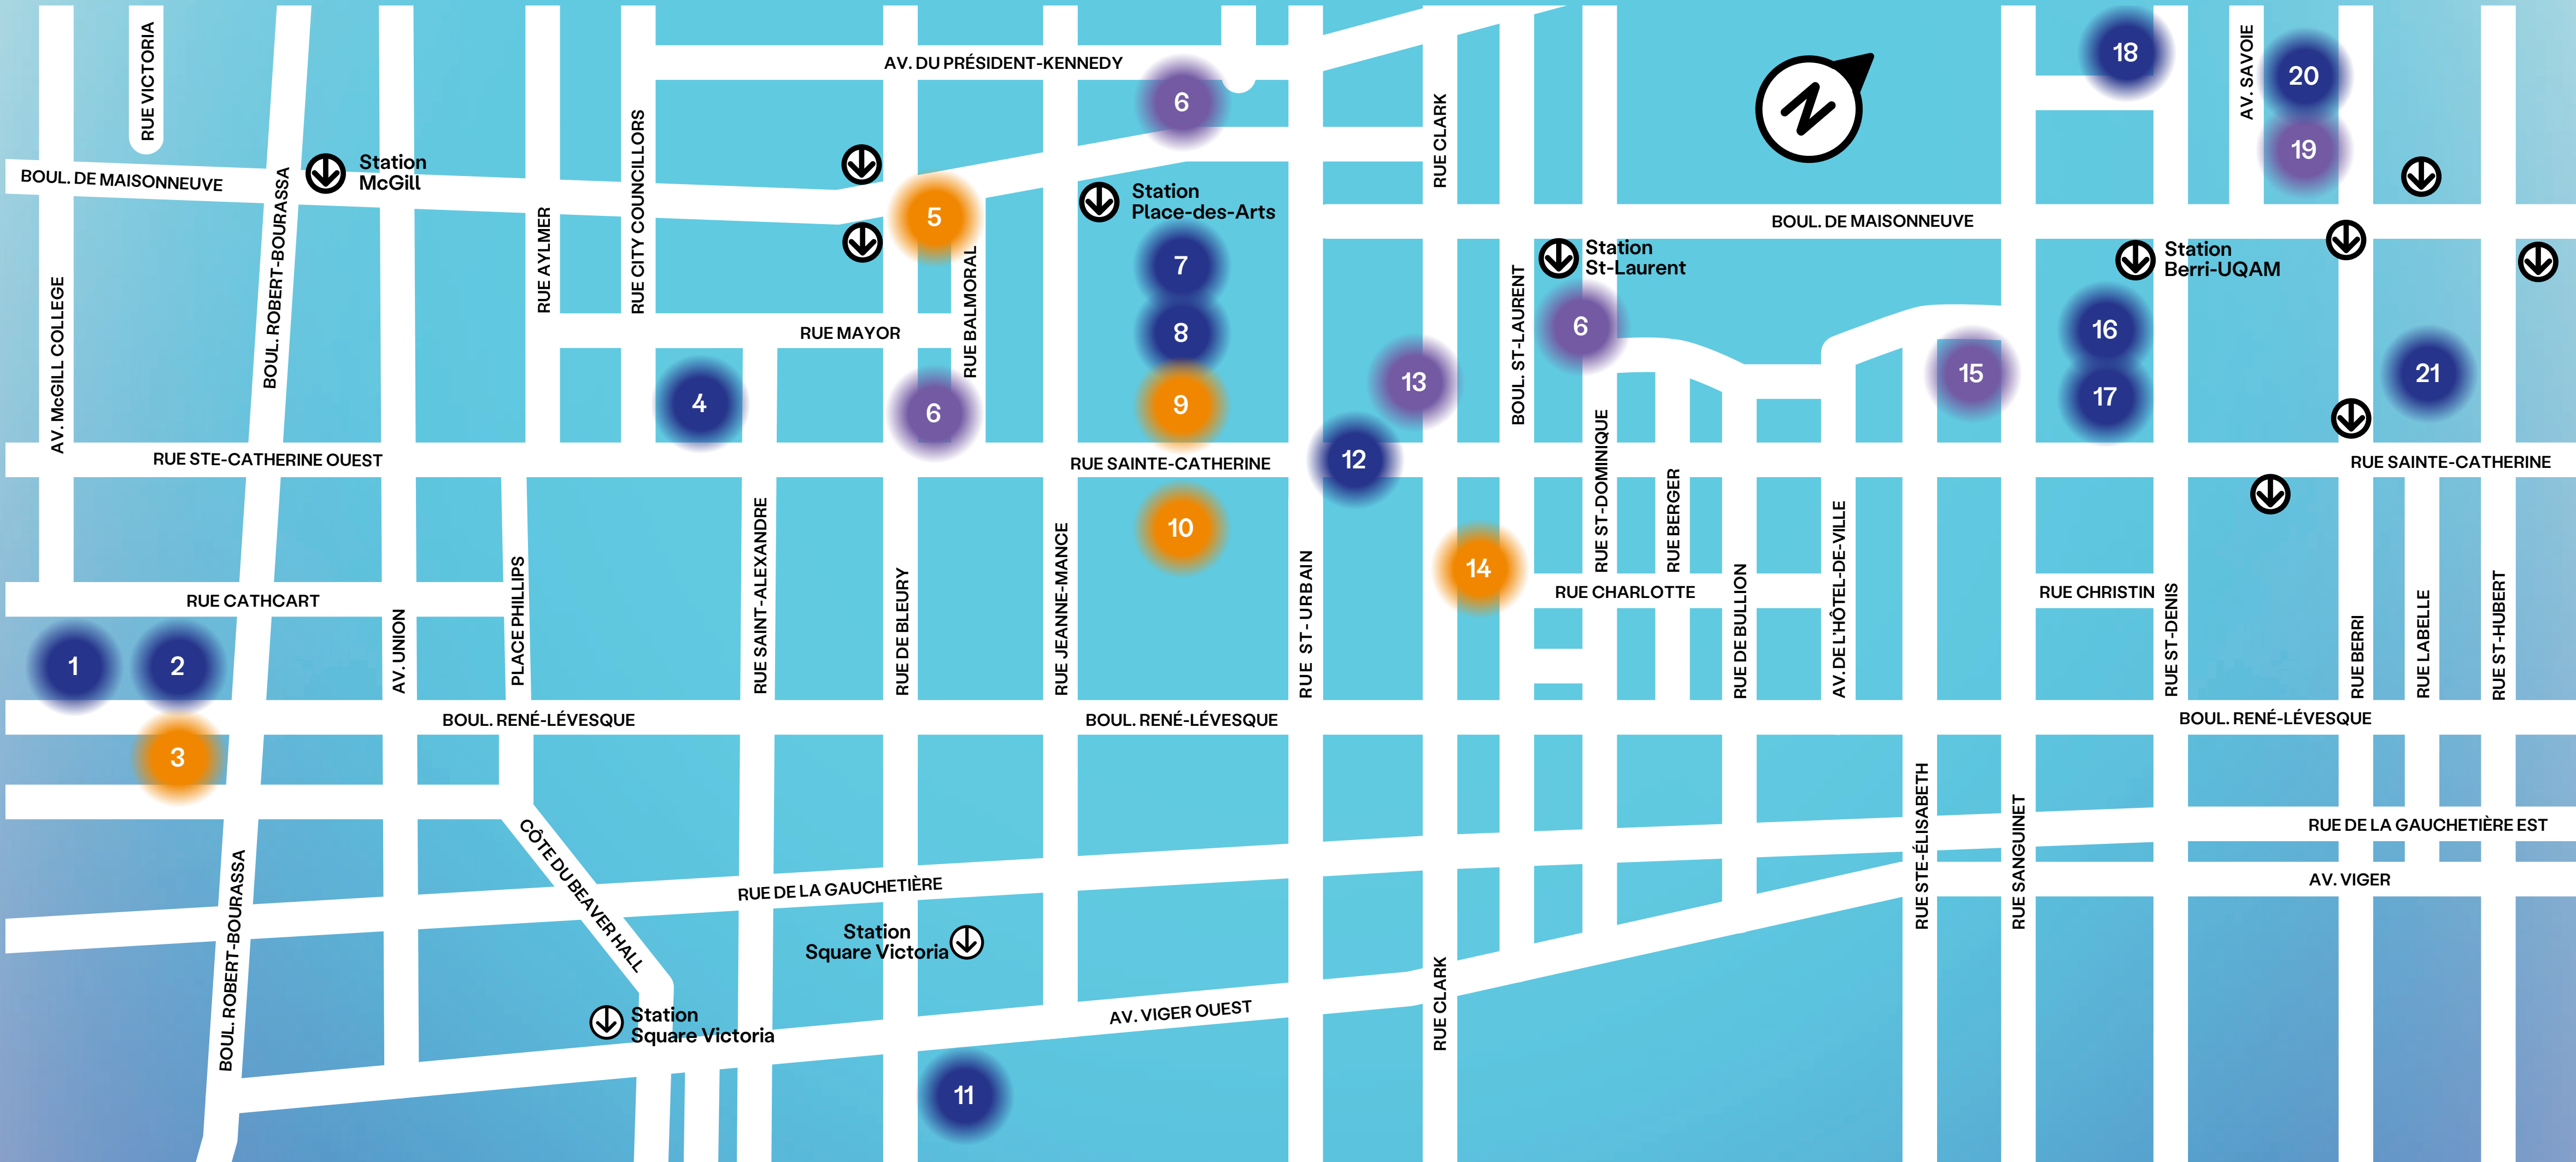 RUE VICTORIA
AV. DU PRÉSIDENT-KENNEDY
6
N
18
AV. SAVOIE
20
19
RUE CLARK
BOUL. DE MAISONNEUVE
Station
McGill
BOUL. ROBERT-BOURASSA
RUE CITY COUNCILLORS
RUE AYLMER
5
Station
Place-des-Arts
BOUL. DE MAISONNEUVE
Station
St-Laurent
Station
Berri-UQAM
7
8
9
RUE BALMORAL
RUE MAYOR
AV. McGILL COLLEGE
4
6
13
BOUL. ST-LAURENT
6
15
16
17
21
RUE STE-CATHERINE OUEST
RUE SAINTE-CATHERINE
12
RUE SAINTE-CATHERINE
10
14
RUE ST-DOMINIQUE
RUE BERGER
RUE CHARLOTTE
RUE CHRISTIN
RUE CATHCART
1
2
3
AV. UNION
PLACE PHILLIPS
RUE SAINT-ALEXANDRE
RUE DE BLEURY
RUE JEANNE-MANCE
RUE ST-URBAIN
RUE DE BULLION
AV. DE L'HÔTEL-DE-VILLE
RUE ST-DENIS
RUE BERRI
RUE LABELLE
RUE ST-HUBERT
BOUL. RENÉ-LÉVESQUE
BOUL. RENÉ-LÉVESQUE
BOUL. RENÉ-LÉVESQUE
CÔTE DU BEAVER HALL
RUE DE LA GAUCHETIÈRE
RUE DE LA GAUCHETIÈRE EST
AV. VIGER
RUE STE-ÉLISABETH
RUE SANGUINET
BOUL. ROBERT-BOURASSA
Station
Square Victoria
Station
Square Victoria
AV. VIGER OUEST
RUE CLARK
11